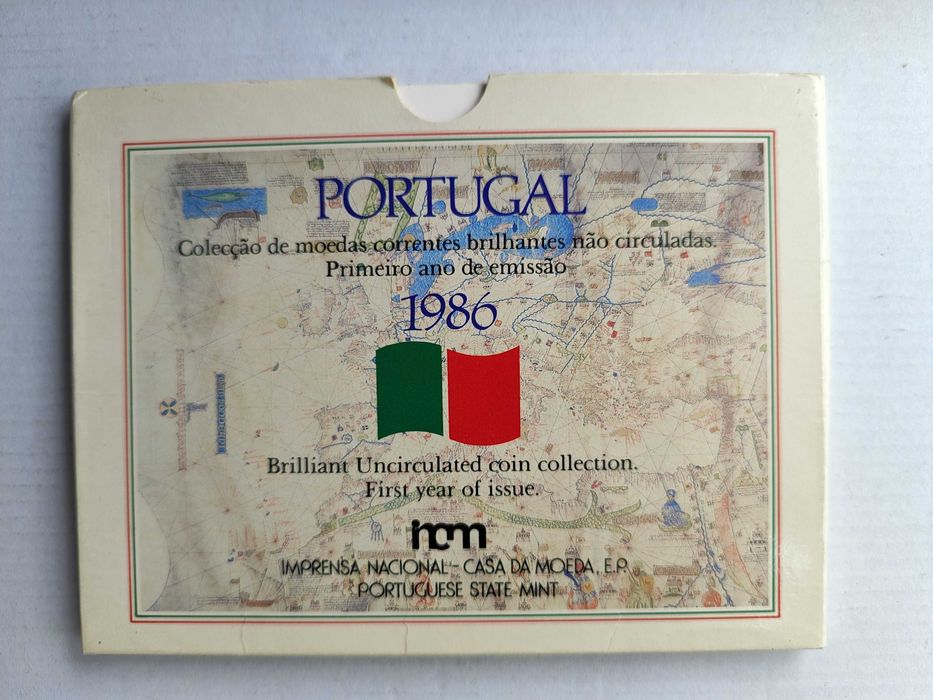 PORTUGAL
Colecção de moedas correntes brilhantes não circuladas.
Primeiro ano de emissão
1986
Brilliant Uncirculated coin collection.
First year of issue.
incm
IMPRENSA NACIONAL - CASA DA MOEDA, E.P.
PORTUGUESE STATE MINT